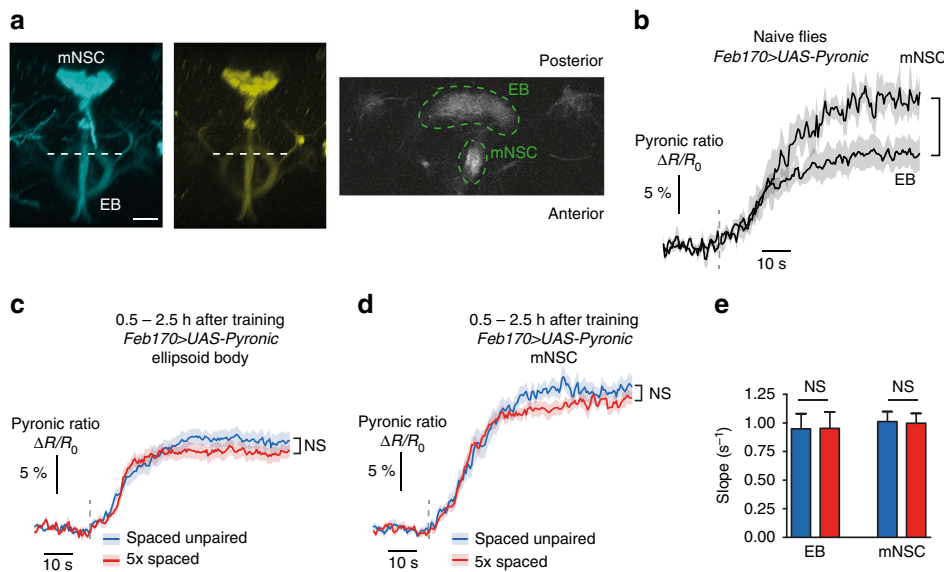 a
mNSC
EB
Posterior
EB
mNSC
Anterior
b
Naive flies
Feb170>UAS-Pyronic
mNSC
Pyronic ratio
ΔR/R0
5 %
EB
10 s
c
0.5 – 2.5 h after training
Feb170>UAS-Pyronic
ellipsoid body
Pyronic ratio
ΔR/R0
5 %
NS
10 s
Spaced unpaired
5x spaced
d
0.5 – 2.5 h after training
Feb170>UAS-Pyronic
mNSC
Pyronic ratio
ΔR/R0
5 %
NS
10 s
Spaced unpaired
5x spaced
e
NS
NS
1.25
1.00
0.75
0.50
0.25
0.00
Slope (s⁻¹)
EB
mNSC